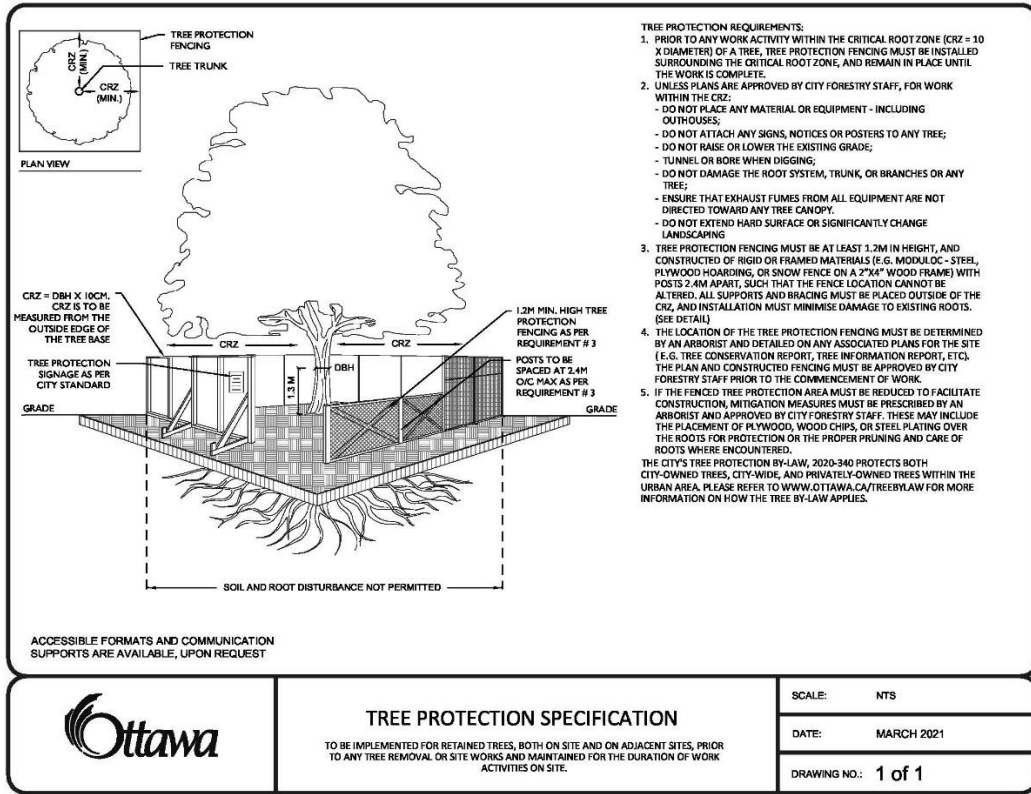 TREE PROTECTION
FENCING
TREE TRUNK
CRZ
(MIN.)
CRZ
(MIN.)
PLAN VIEW
CRZ = DBH X 10CM.
CRZ IS TO BE
MEASURED FROM THE
OUTSIDE EDGE OF
THE TREE BASE
TREE PROTECTION
SIGNAGE AS PER
CITY STANDARD
GRADE
CRZ
CRZ
DBH
1.3 M
1.2M MIN. HIGH TREE
PROTECTION
FENCING AS PER
REQUIREMENT # 3
POSTS TO BE
SPACED AT 2.4M
O/C MAX AS PER
REQUIREMENT # 3
GRADE
SOIL AND ROOT DISTURBANCE NOT PERMITTED
ACCESSIBLE FORMATS AND COMMUNICATION
SUPPORTS ARE AVAILABLE, UPON REQUEST
TREE PROTECTION REQUIREMENTS:
1. PRIOR TO ANY WORK ACTIVITY WITHIN THE CRITICAL ROOT ZONE (CRZ = 10
X DIAMETER) OF A TREE, TREE PROTECTION FENCING MUST BE INSTALLED
SURROUNDING THE CRITICAL ROOT ZONE, AND REMAIN IN PLACE UNTIL
THE WORK IS COMPLETE.
2. UNLESS PLANS ARE APPROVED BY CITY FORESTRY STAFF, FOR WORK
WITHIN THE CRZ:
- DO NOT PLACE ANY MATERIAL OR EQUIPMENT - INCLUDING
OUTHOUSES;
- DO NOT ATTACH ANY SIGNS, NOTICES OR POSTERS TO ANY TREE;
- DO NOT RAISE OR LOWER THE EXISTING GRADE;
- TUNNEL OR BORE WHEN DIGGING;
- DO NOT DAMAGE THE ROOT SYSTEM, TRUNK, OR BRANCHES OR ANY
TREE;
- ENSURE THAT EXHAUST FUMES FROM ALL EQUIPMENT ARE NOT
DIRECTED TOWARD ANY TREE CANOPY.
- DO NOT EXTEND HARD SURFACE OR SIGNIFICANTLY CHANGE
LANDSCAPING
3. TREE PROTECTION FENCING MUST BE AT LEAST 1.2M IN HEIGHT, AND
CONSTRUCTED OF RIGID OR FRAMED MATERIALS (E.G. MODULOC - STEEL,
PLYWOOD HOARDING, OR SNOW FENCE ON A 2"X4" WOOD FRAME) WITH
POSTS 2.4M APART, SUCH THAT THE FENCE LOCATION CANNOT BE
ALTERED. ALL SUPPORTS AND BRACING MUST BE PLACED OUTSIDE OF THE
CRZ, AND INSTALLATION MUST MINIMISE DAMAGE TO EXISTING ROOTS.
(SEE DETAIL)
4. THE LOCATION OF THE TREE PROTECTION FENCING MUST BE DETERMINED
BY AN ARBORIST AND DETAILED ON ANY ASSOCIATED PLANS FOR THE SITE
( E.G. TREE CONSERVATION REPORT, TREE INFORMATION REPORT, ETC).
THE PLAN AND CONSTRUCTED FENCING MUST BE APPROVED BY CITY
FORESTRY STAFF PRIOR TO THE COMMENCEMENT OF WORK.
5. IF THE FENCED TREE PROTECTION AREA MUST BE REDUCED TO FACILITATE
CONSTRUCTION, MITIGATION MEASURES MUST BE PRESCRIBED BY AN
ARBORIST AND APPROVED BY CITY FORESTRY STAFF. THESE MAY INCLUDE
THE PLACEMENT OF PLYWOOD, WOOD CHIPS, OR STEEL PLATING OVER
THE ROOTS FOR PROTECTION OR THE PROPER PRUNING AND CARE OF
ROOTS WHERE ENCOUNTERED.
THE CITY'S TREE PROTECTION BY-LAW, 2020-340 PROTECTS BOTH
CITY-OWNED TREES, CITY-WIDE, AND PRIVATELY-OWNED TREES WITHIN THE
URBAN AREA. PLEASE REFER TO WWW.OTTAWA.CA/TREEBYLAW FOR MORE
INFORMATION ON HOW THE TREE BY-LAW APPLIES.
Ottawa
TREE PROTECTION SPECIFICATION
TO BE IMPLEMENTED FOR RETAINED TREES, BOTH ON SITE AND ON ADJACENT SITES, PRIOR
TO ANY TREE REMOVAL OR SITE WORKS AND MAINTAINED FOR THE DURATION OF WORK
ACTIVITIES ON SITE.
SCALE: NTS
DATE: MARCH 2021
DRAWING NO.: 1 of 1